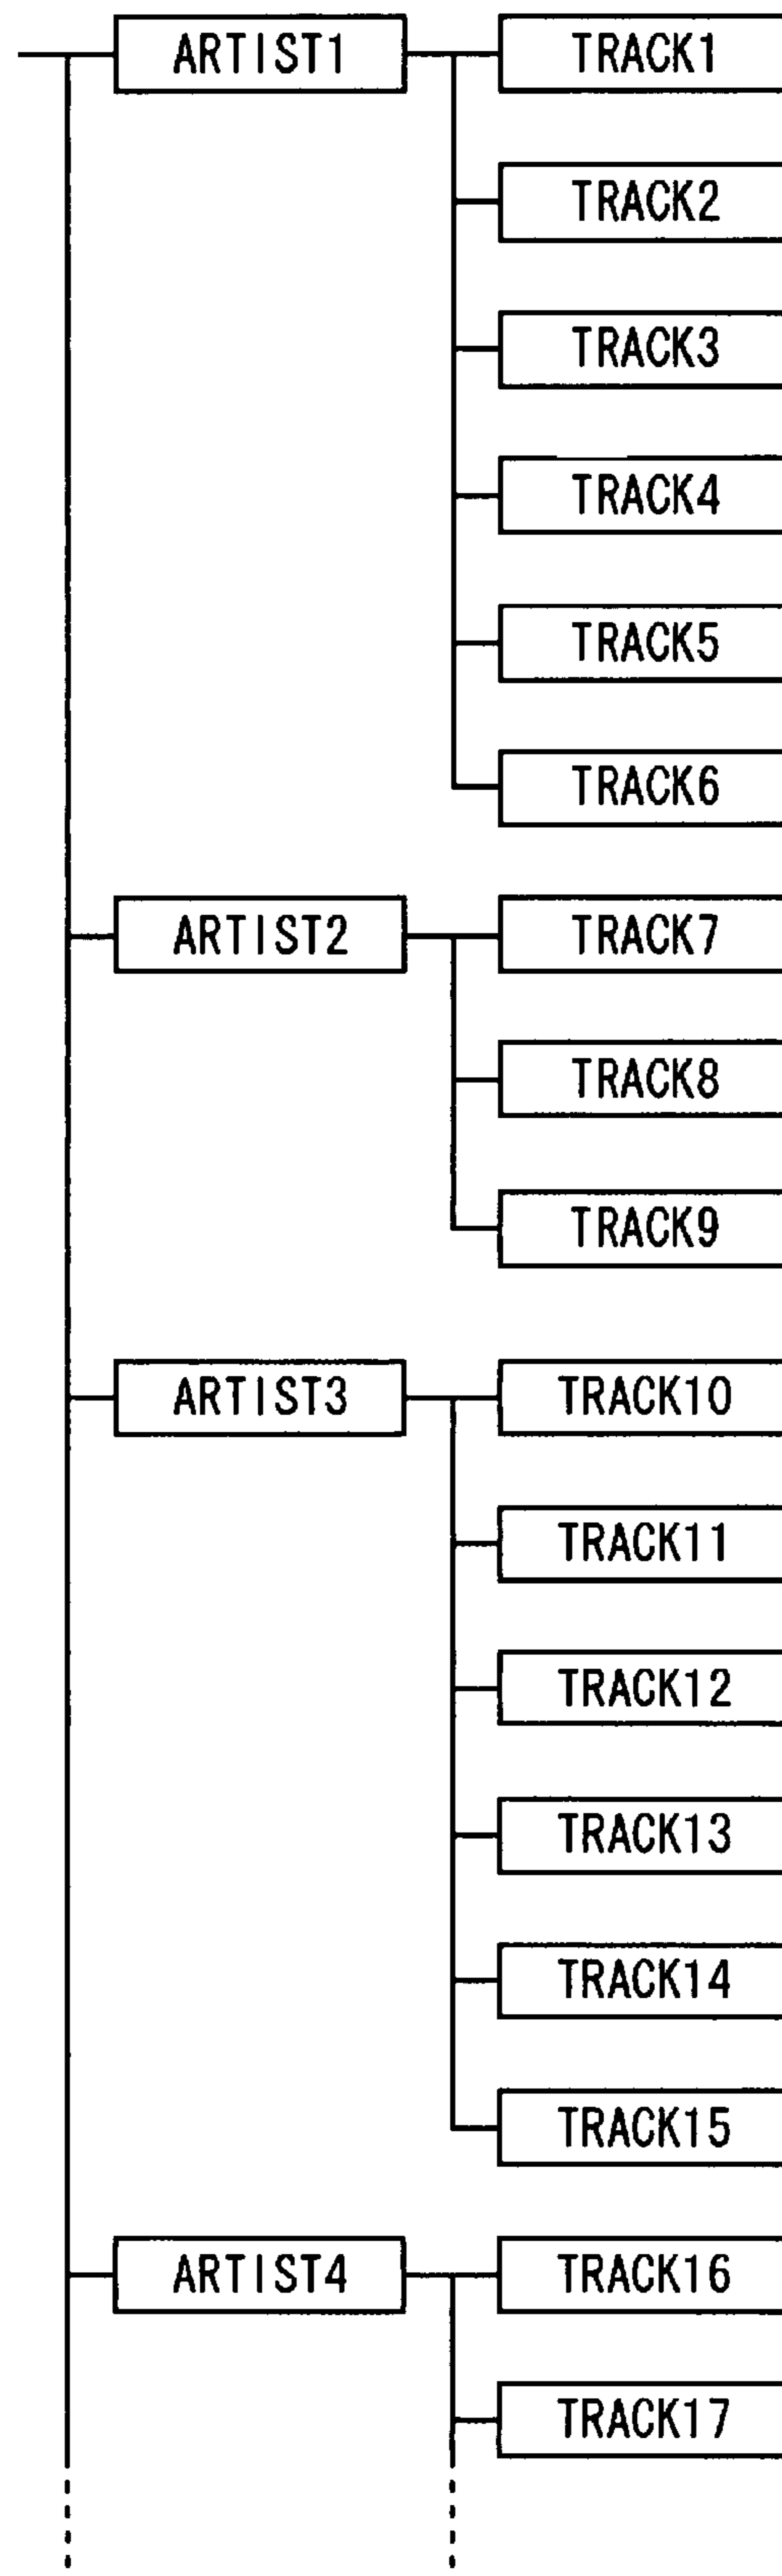 ARTIST1 TRACK1
TRACK2
TRACK3
TRACK4
TRACK5
TRACK6
ARTIST2 TRACK7
TRACK8
TRACK9
ARTIST3 TRACK10
TRACK11
TRACK12
TRACK13
TRACK14
TRACK15
ARTIST4 TRACK16
TRACK17